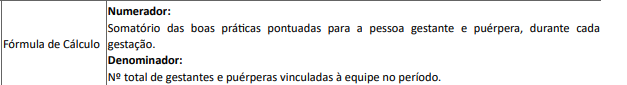 Numerador:
Somatório das boas práticas pontuadas para a pessoa gestante e puérpera, durante cada
Fórmula de Cálculo gestação.
Denominador:
Nº total de gestantes e puérperas vinculadas à equipe no período.